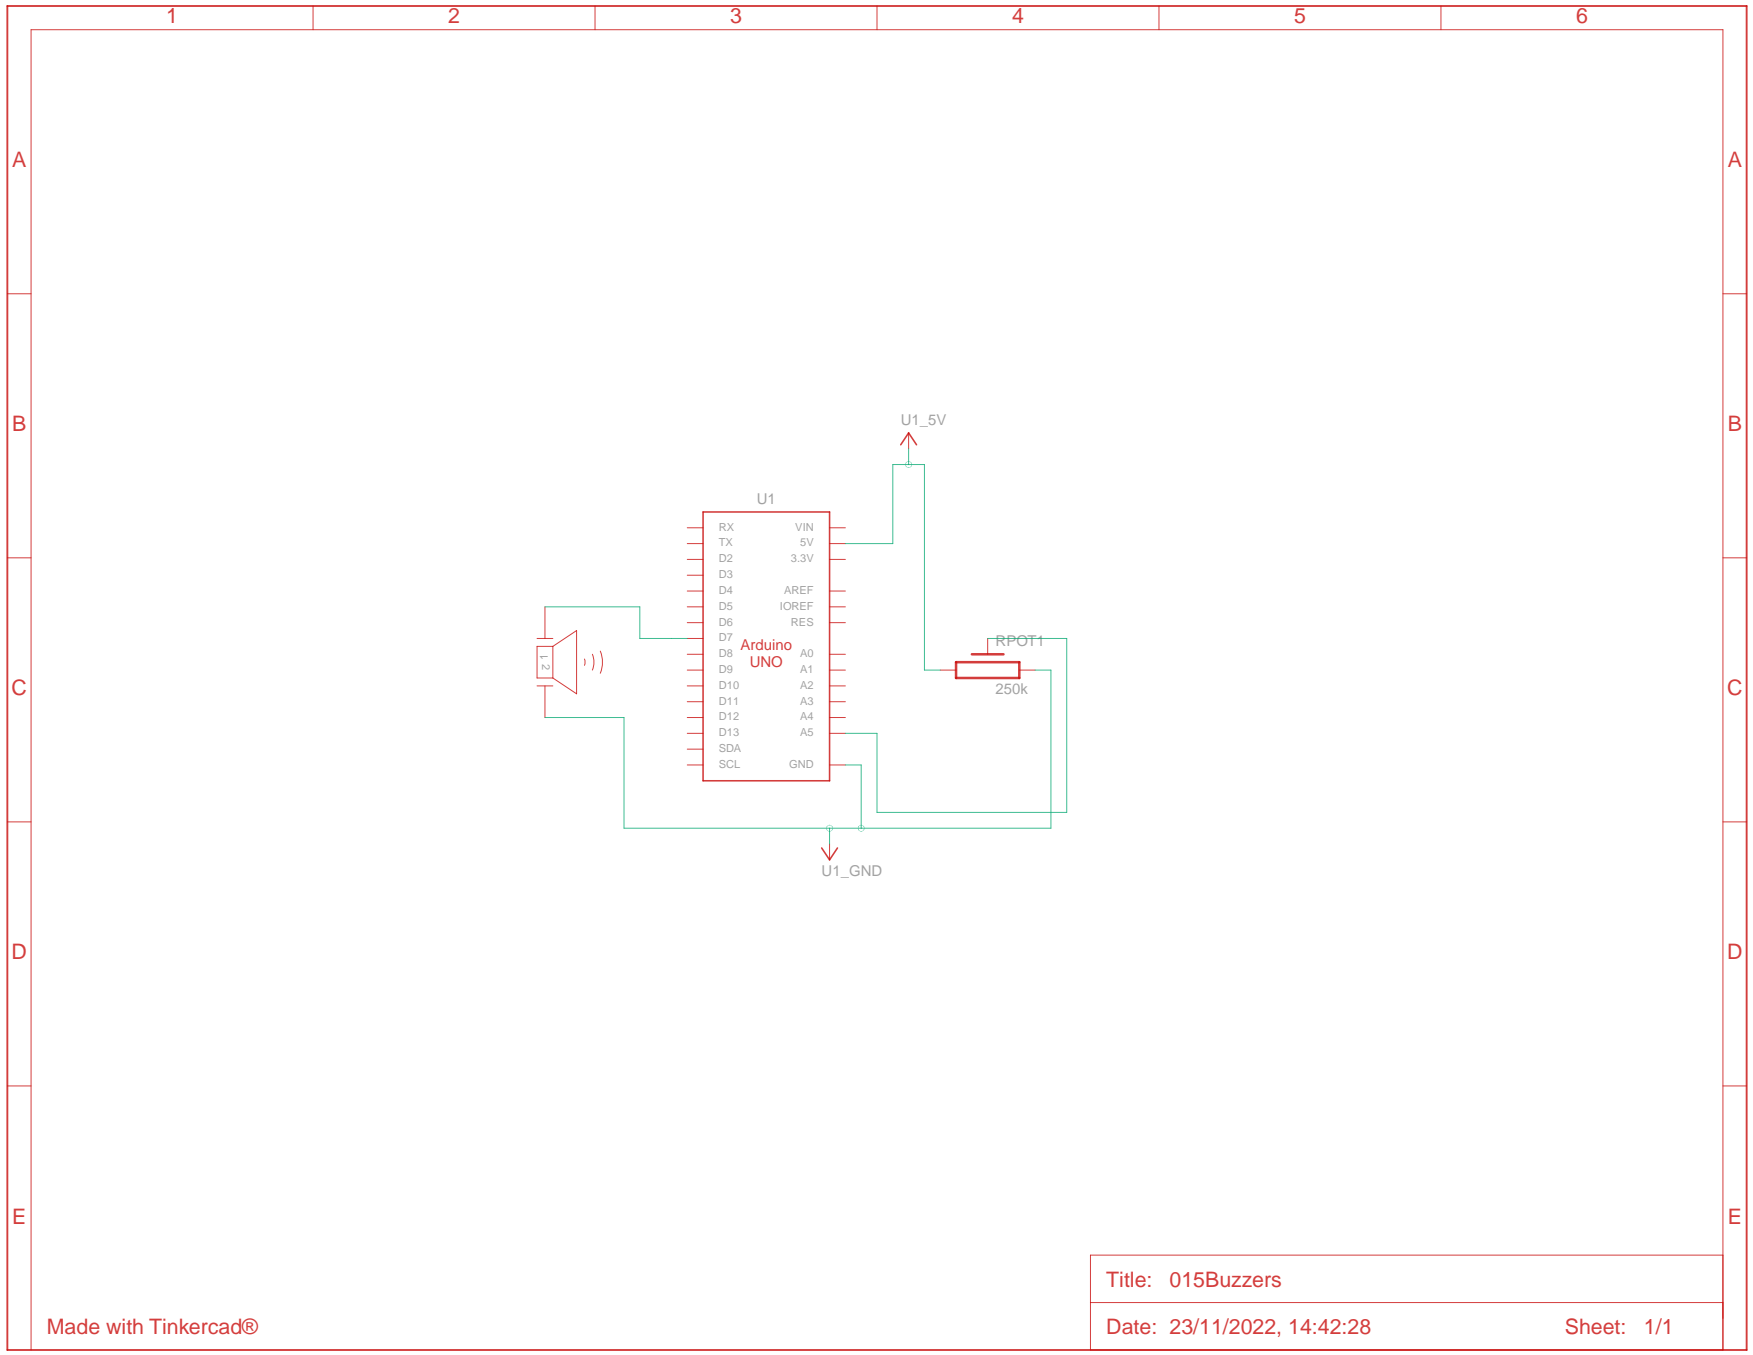 1 2 3 4 5 6
A A
B B
U1_5V
U1
RX VIN
TX 5V
D2 3.3V
D3
D4 AREF
D5 IOREF
D6 RES
D7
Arduino
UNO
D8 A0
D9 A1
D10 A2
D11 A3
D12 A4
D13 A5
SDA
SCL GND
1 2
RPOT1
250k
C C
U1_GND
D D
E E
Title: 015Buzzers
Made with Tinkercad®
Date: 23/11/2022, 14:42:28 Sheet: 1/1